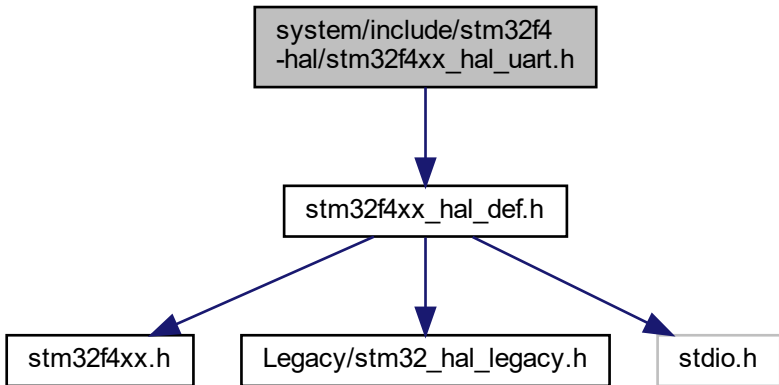 system/include/stm32f4
-hal/stm32f4xx_hal_uart.h
stm32f4xx_hal_def.h
stm32f4xx.h
Legacy/stm32_hal_legacy.h
stdio.h